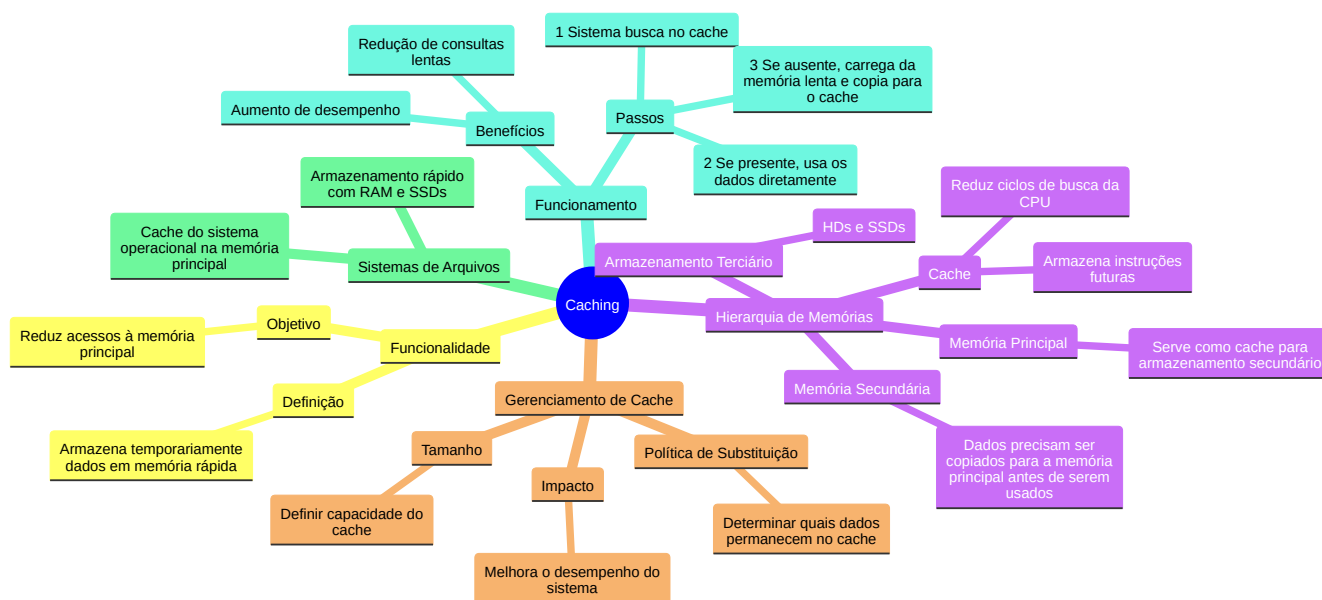 Caching
Funcionamento
Benefícios
Redução de consultas
lentas
Aumento de desempenho
Passos
1 Sistema busca no cache
2 Se presente, usa os
dados diretamente
3 Se ausente, carrega da
memória lenta e copia para
o cache
Sistemas de Arquivos
Armazenamento rápido
com RAM e SSDs
Cache do sistema
operacional na memória
principal
Funcionalidade
Objetivo
Reduz acessos à memória
principal
Definição
Armazena temporariamente
dados em memória rápida
Gerenciamento de Cache
Tamanho
Definir capacidade do
cache
Impacto
Melhora o desempenho do
sistema
Política de Substituição
Determinar quais dados
permanecem no cache
Hierarquia de Memórias
Armazenamento Terciário
HDs e SSDs
Cache
Reduz ciclos de busca da
CPU
Armazena instruções
futuras
Memória Principal
Serve como cache para
armazenamento secundário
Memória Secundária
Dados precisam ser
copiados para a memória
principal antes de serem
usados